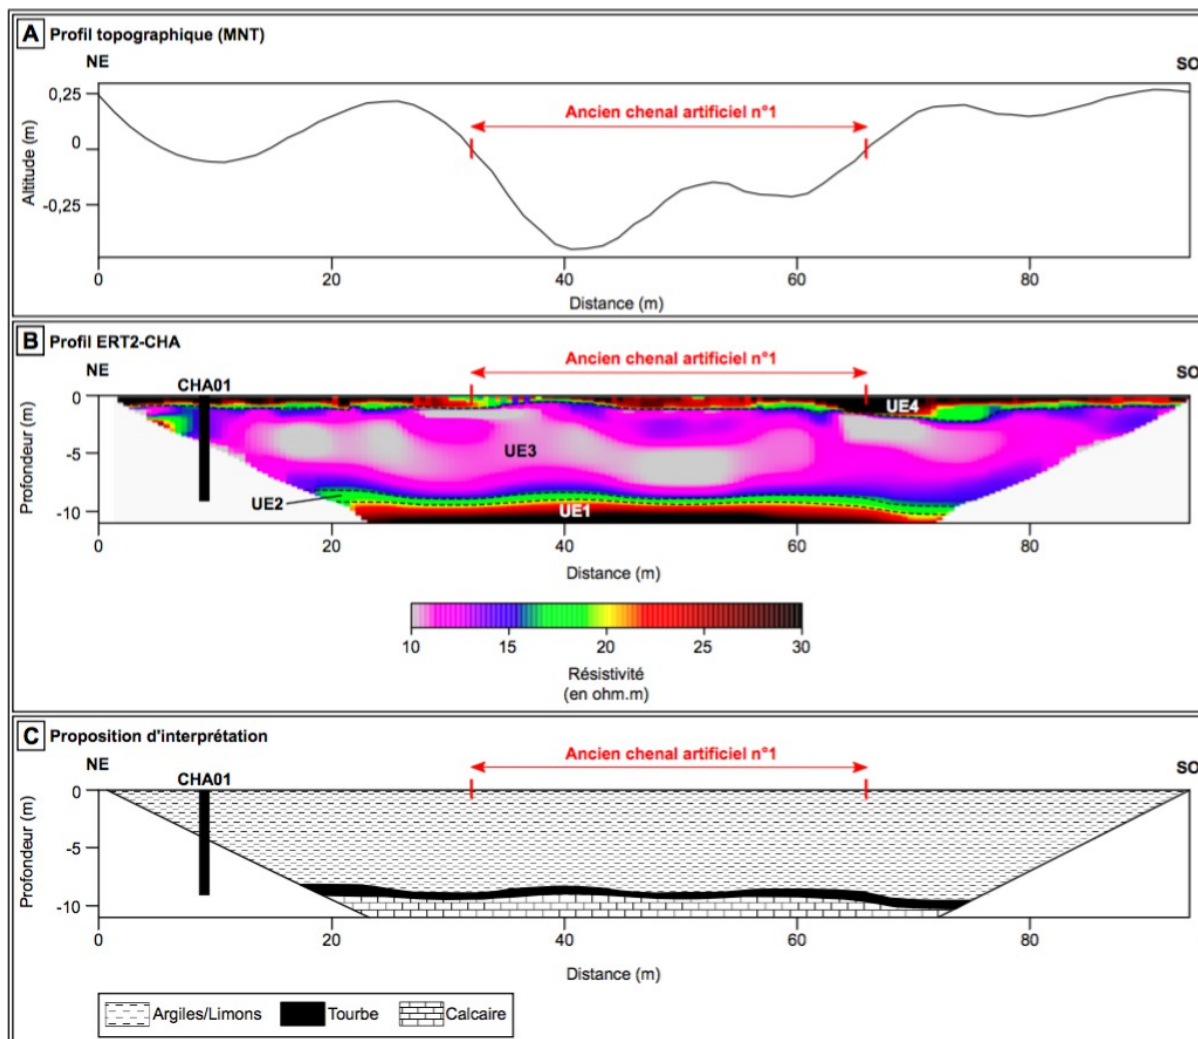 A Profil topographique (MNT)
NE
SO
0,25
0
-0,25
Altitude (m)
Ancien chenal artificiel n°1
0 20 40 60 80
Distance (m)
B Profil ERT2-CHA
NE
SO
Ancien chenal artificiel n°1
CHA01
0
-5
-10
Profondeur (m)
UE4
UE3
UE2
UE1
0 20 40 60 80
Distance (m)
10 15 20 25 30
Résistivité
(en ohm.m)
C Proposition d'interprétation
NE
SO
Ancien chenal artificiel n°1
CHA01
0
-5
-10
Profondeur (m)
0 20 40 60 80
Distance (m)
Argiles/Limons Tourbe Calcaire